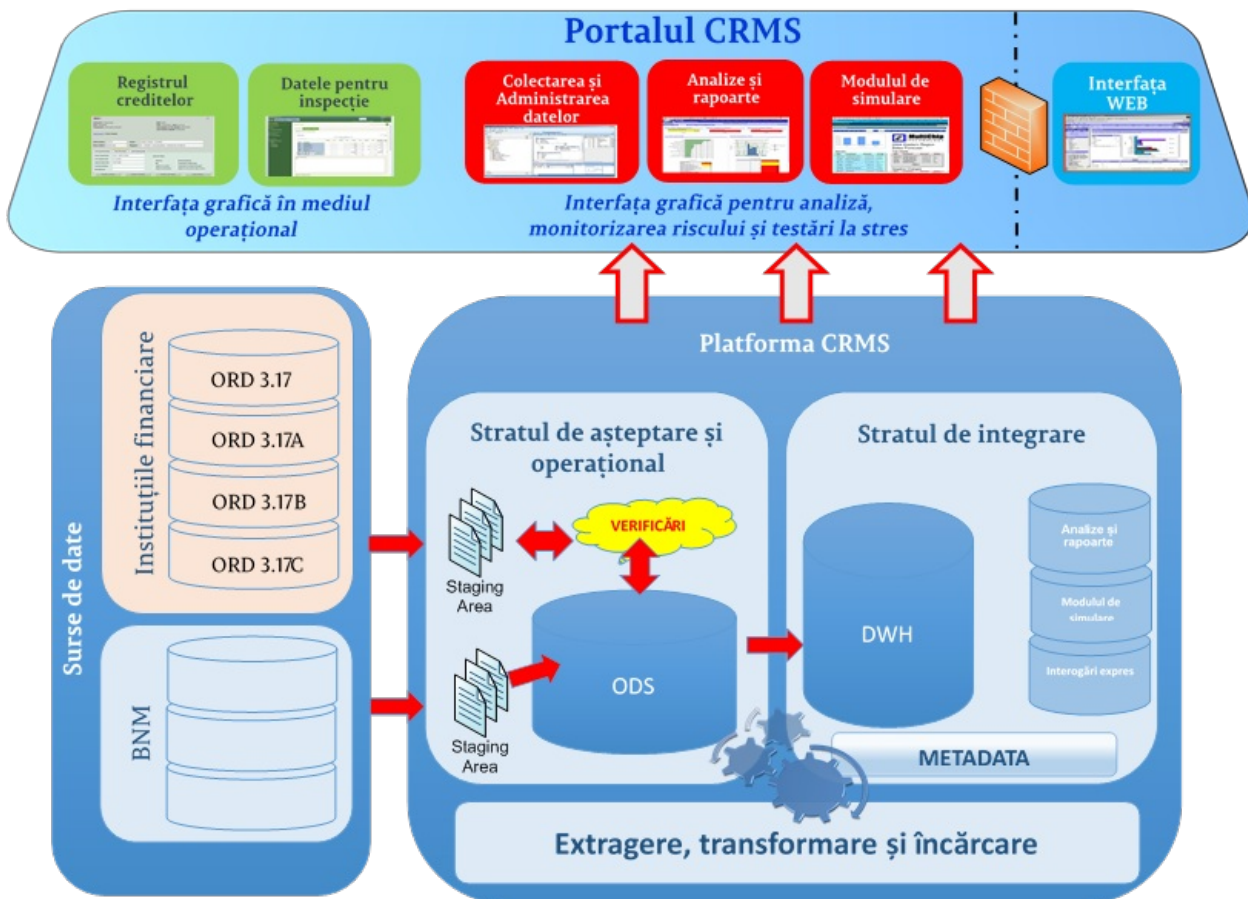 Portalul CRMS
Registrul
creditelor
Datele pentru
inspecție
Colectarea și
Administrarea
datelor
Analize și
rapoarte
Modulul de
simulare
Interfața
WEB
Interfața grafică în mediul
operațional
Interfața grafică pentru analiză,
monitorizarea riscului și testări la stres
Surse de date
Instituțiile financiare
ORD 3.17
ORD 3.17A
ORD 3.17B
ORD 3.17C
BNM
Platforma CRMS
Stratul de așteptare și
operațional
VERIFICĂRI
Staging
Area
ODS
Staging
Area
Stratul de integrare
DWH
Analize și
rapoarte
Modulul de
simulare
Interogări expres
METADATA
Extragere, transformare și încărcare